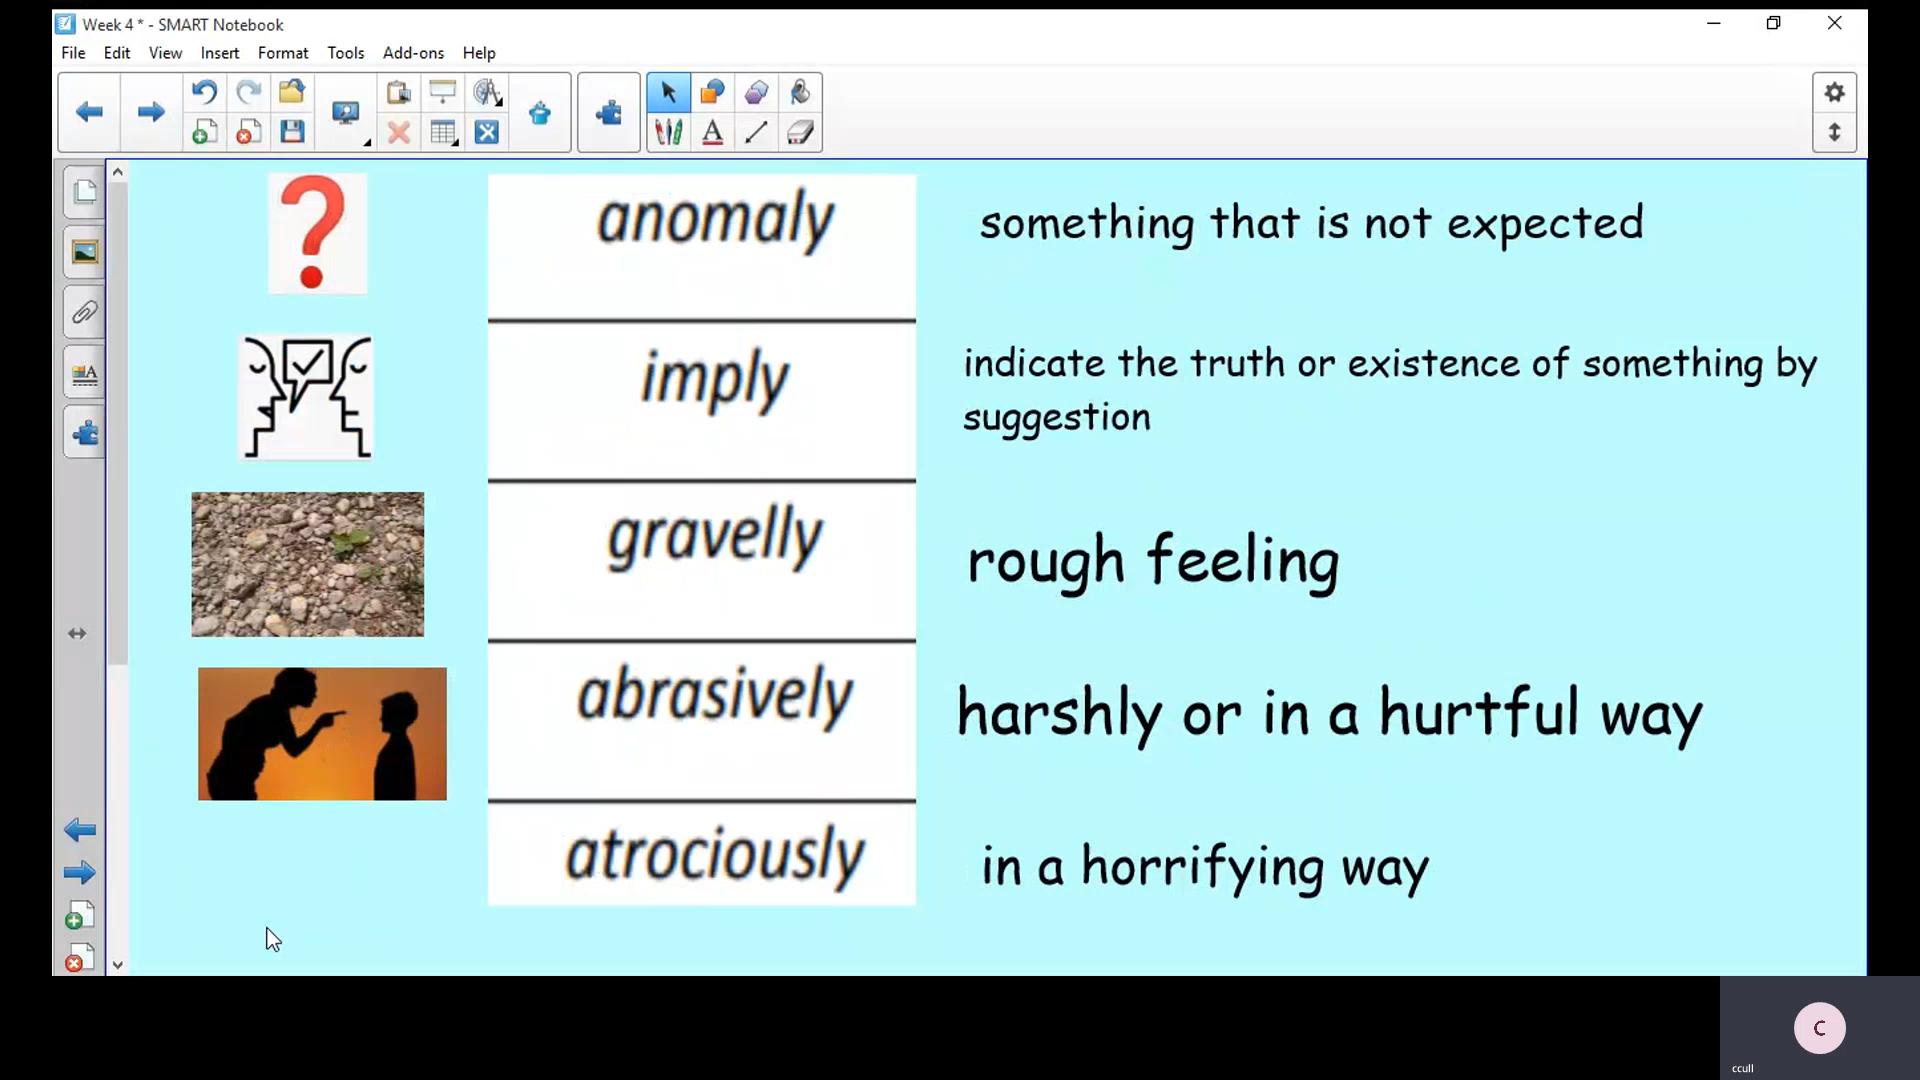 Week 4 * - SMART Notebook
File Edit View Insert Format Tools Add-ons Help
anomaly
something that is not expected
imply
indicate the truth or existence of something by
suggestion
gravelly
rough feeling
abrasively
harshly or in a hurtful way
atrociously
in a horrifying way
C
ccull